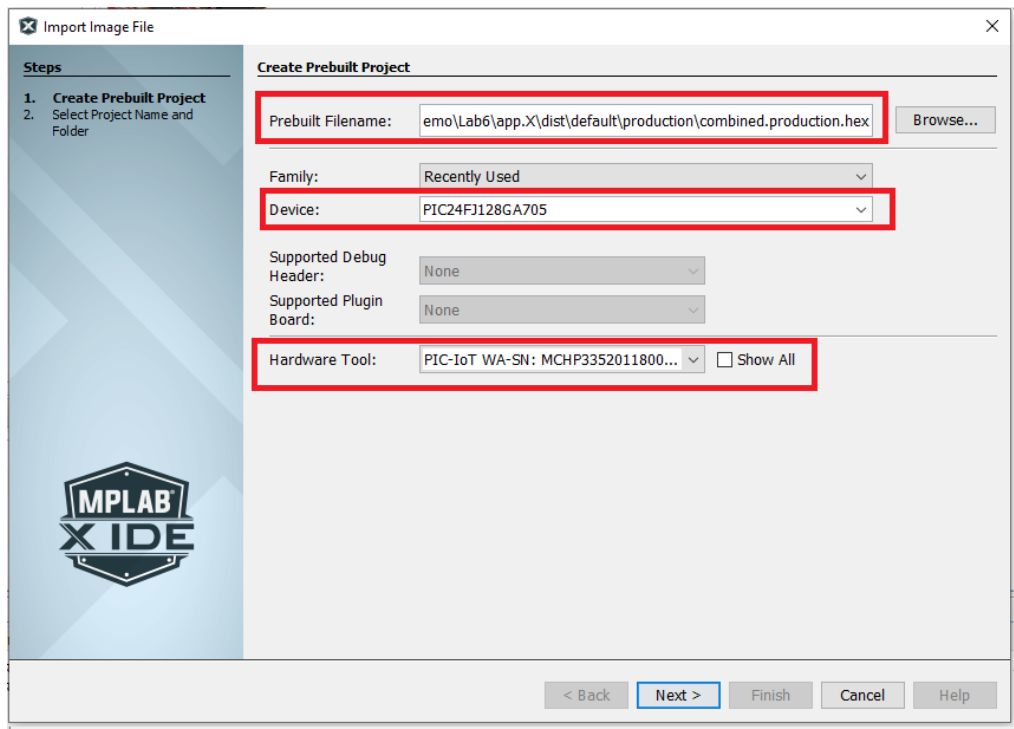 Import Image File
Steps
1. Create Prebuilt Project
2. Select Project Name and
Folder
Create Prebuilt Project
Prebuilt Filename: emo\Lab6\app.X\dist\default\production\combined.production.hex Browse...
Family: Recently Used
Device: PIC24FJ128GA705
Supported Debug
Header: None
Supported Plugin
Board: None
Hardware Tool: PIC-IoT WA-SN: MCHP3352011800... Show All
MPLAB
X IDE
< Back Next > Finish Cancel Help